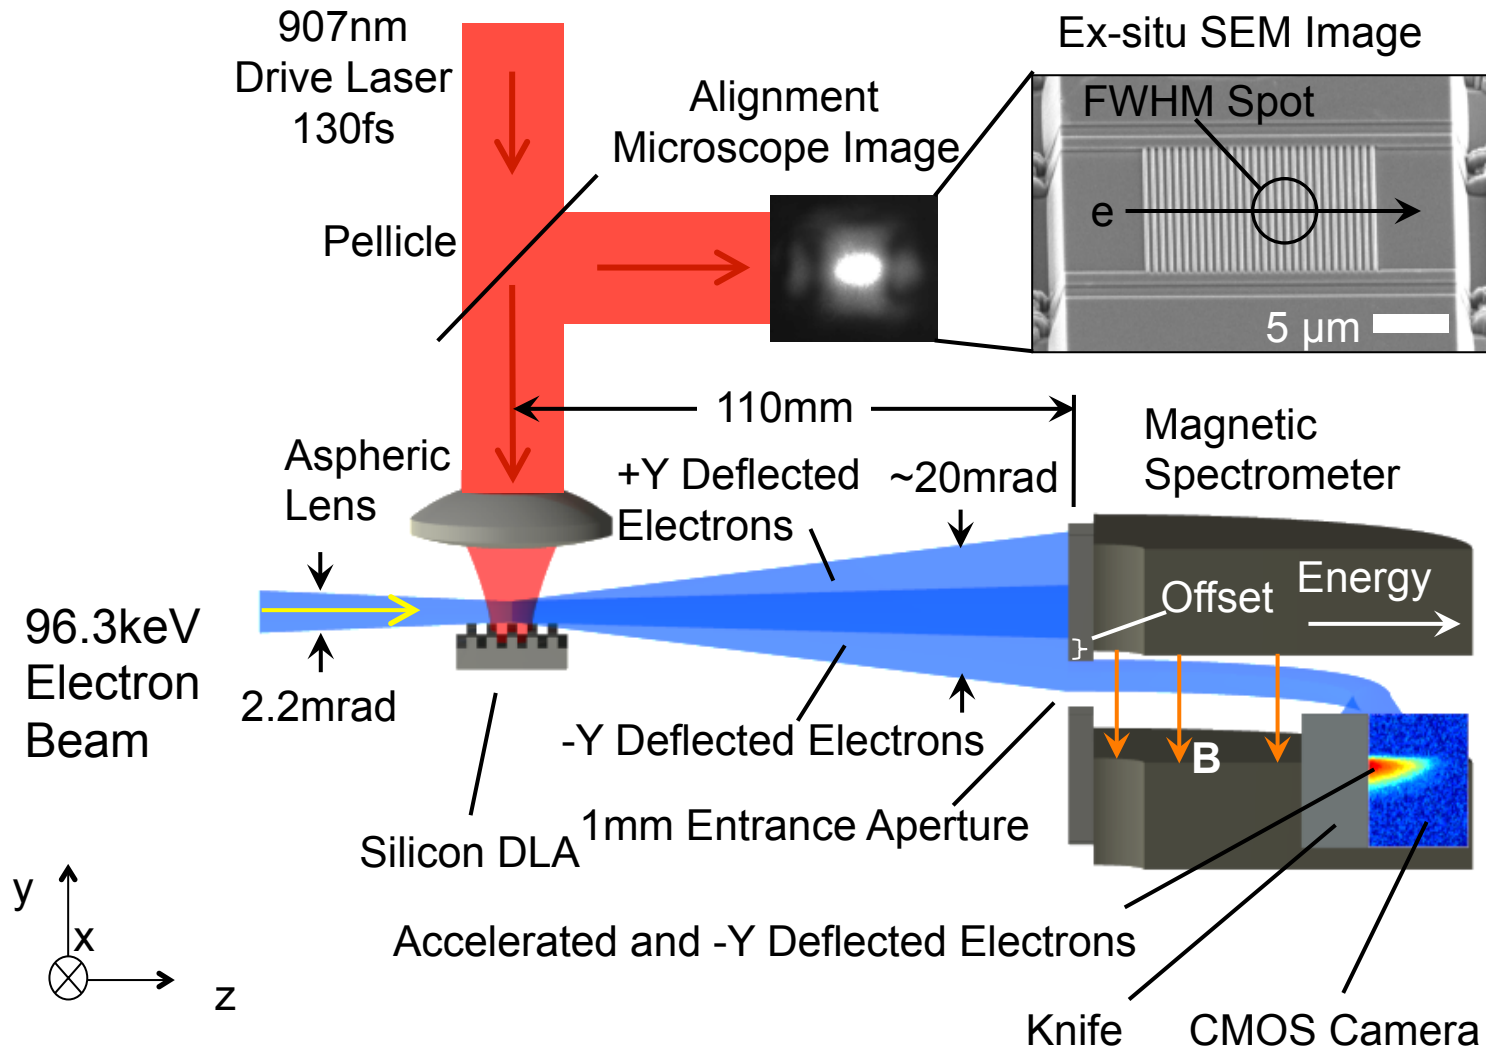 907nm
Drive Laser
130fs
Ex-situ SEM Image
Alignment
Microscope Image
FWHM Spot
Pellicle
e
5 µm
110mm
Aspheric
Lens
+Y Deflected
Electrons
~20mrad
Magnetic
Spectrometer
Offset
Energy
96.3keV
Electron
Beam
2.2mrad
-Y Deflected Electrons
B
1mm Entrance Aperture
Silicon DLA
y
x
z
Accelerated and -Y Deflected Electrons
Knife
CMOS Camera